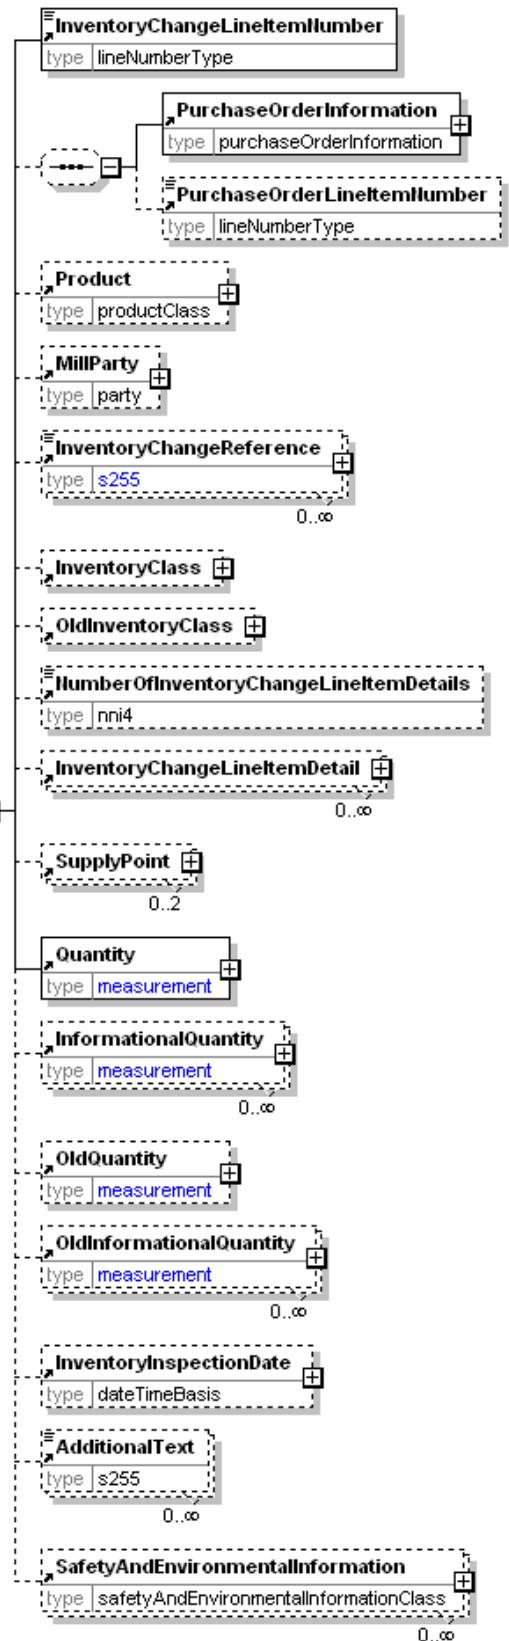 InventoryChangeLineItemNumber
type lineNumberType
PurchaseOrderInformation
type purchaseOrderInformation
PurchaseOrderLineItemNumber
type lineNumberType
Product
type productClass
MillParty
type party
InventoryChangeReference
type s255
0..∞
InventoryClass
OldInventoryClass
NumberOfInventoryChangeLineItemDetails
type nni4
InventoryChangeLineItemDetail
0..∞
SupplyPoint
0..2
Quantity
type measurement
InformationalQuantity
type measurement
0..∞
OldQuantity
type measurement
OldInformationalQuantity
type measurement
0..∞
InventoryInspectionDate
type dateTimeBasis
AdditionalText
type s255
0..∞
SafetyAndEnvironmentalInformation
type safetyAndEnvironmentalInformationClass
0..∞